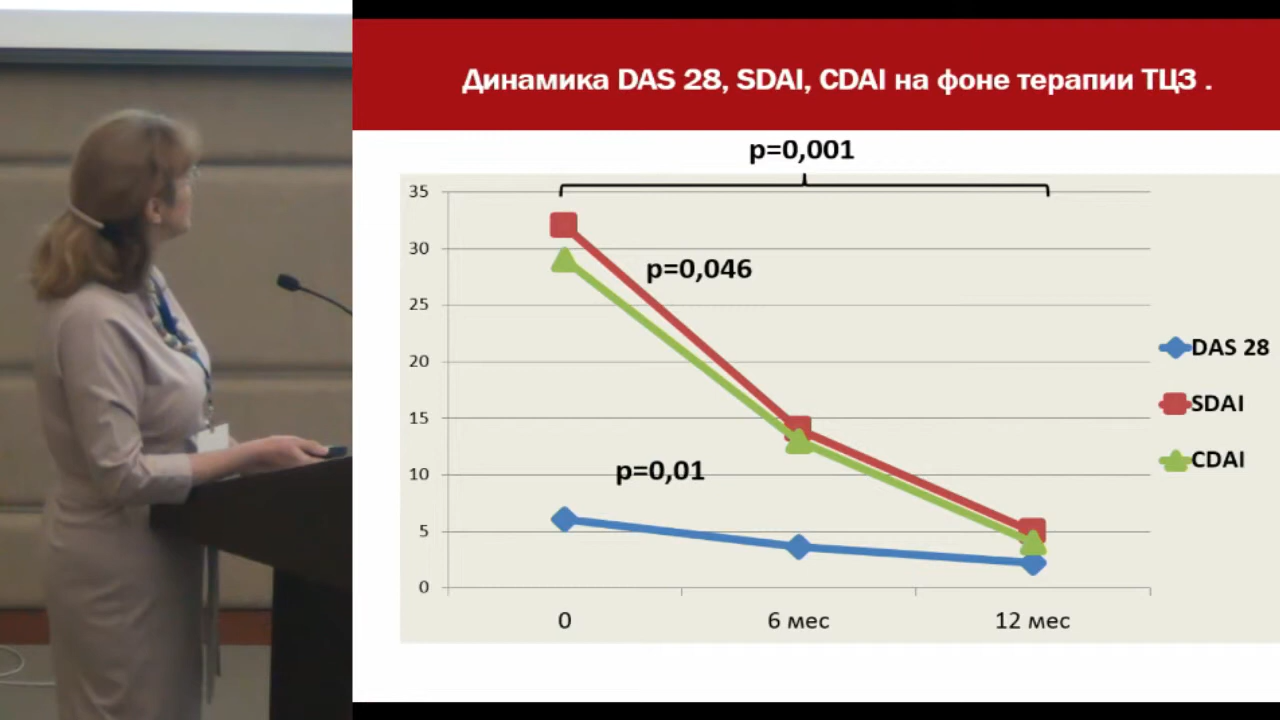 Динамика DAS 28, SDAI, CDAI на фоне терапии ТЦЗ .
p=0,001
35
30
25
20
15
10
5
0
p=0,046
p=0,01
0
6 мес
12 мес
DAS 28
SDAI
CDAI